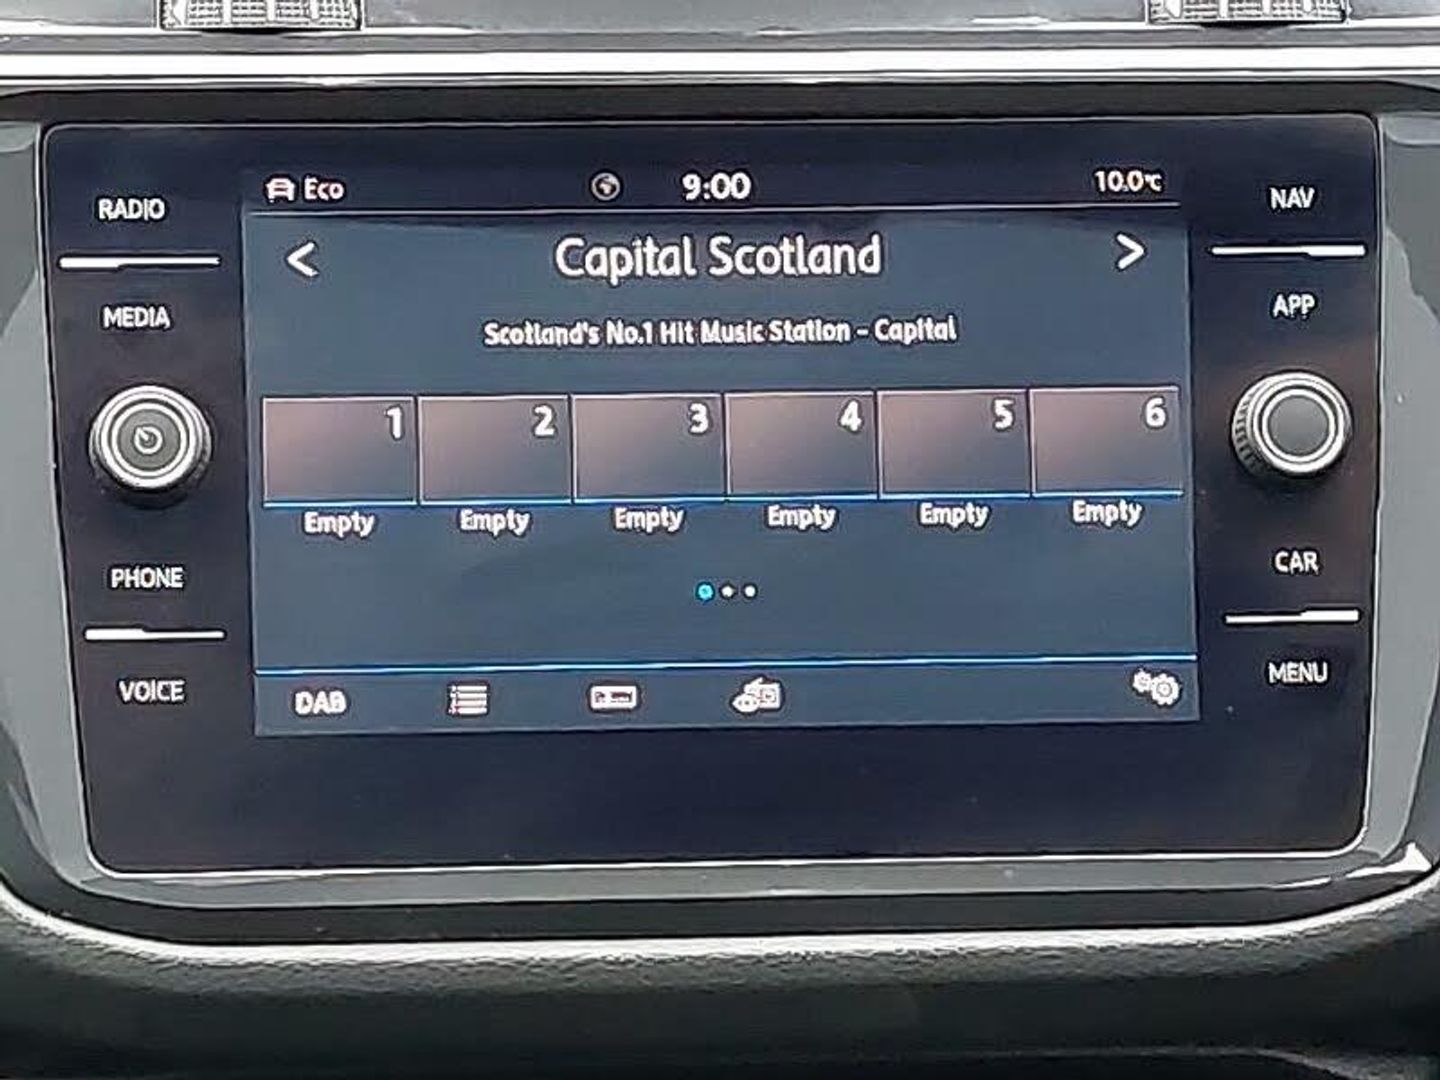 RADIO
MEDIA
PHONE
VOICE
Eco 9:00 10.0°C
< Capital Scotland >
Scotland's No.1 Hit Music Station - Capital
1 2 3 4 5 6
Empty Empty Empty Empty Empty Empty
DAB
NAV
APP
CAR
MENU